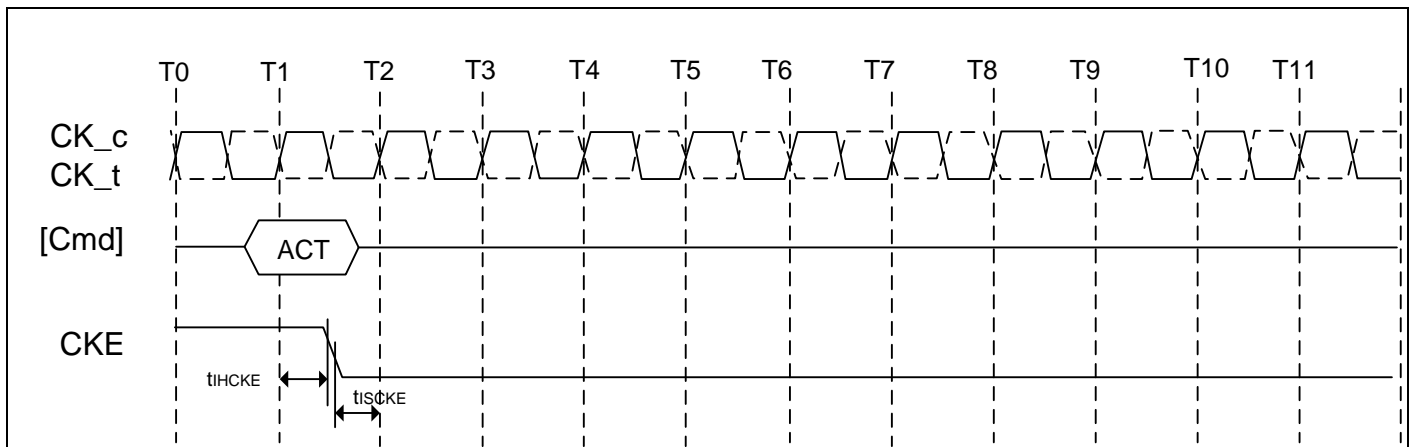 T0 T1 T2 T3 T4 T5 T6 T7 T8 T9 T10 T11
CK_c
CK_t
[Cmd] ACT
CKE
tIHCKE
tISCKE